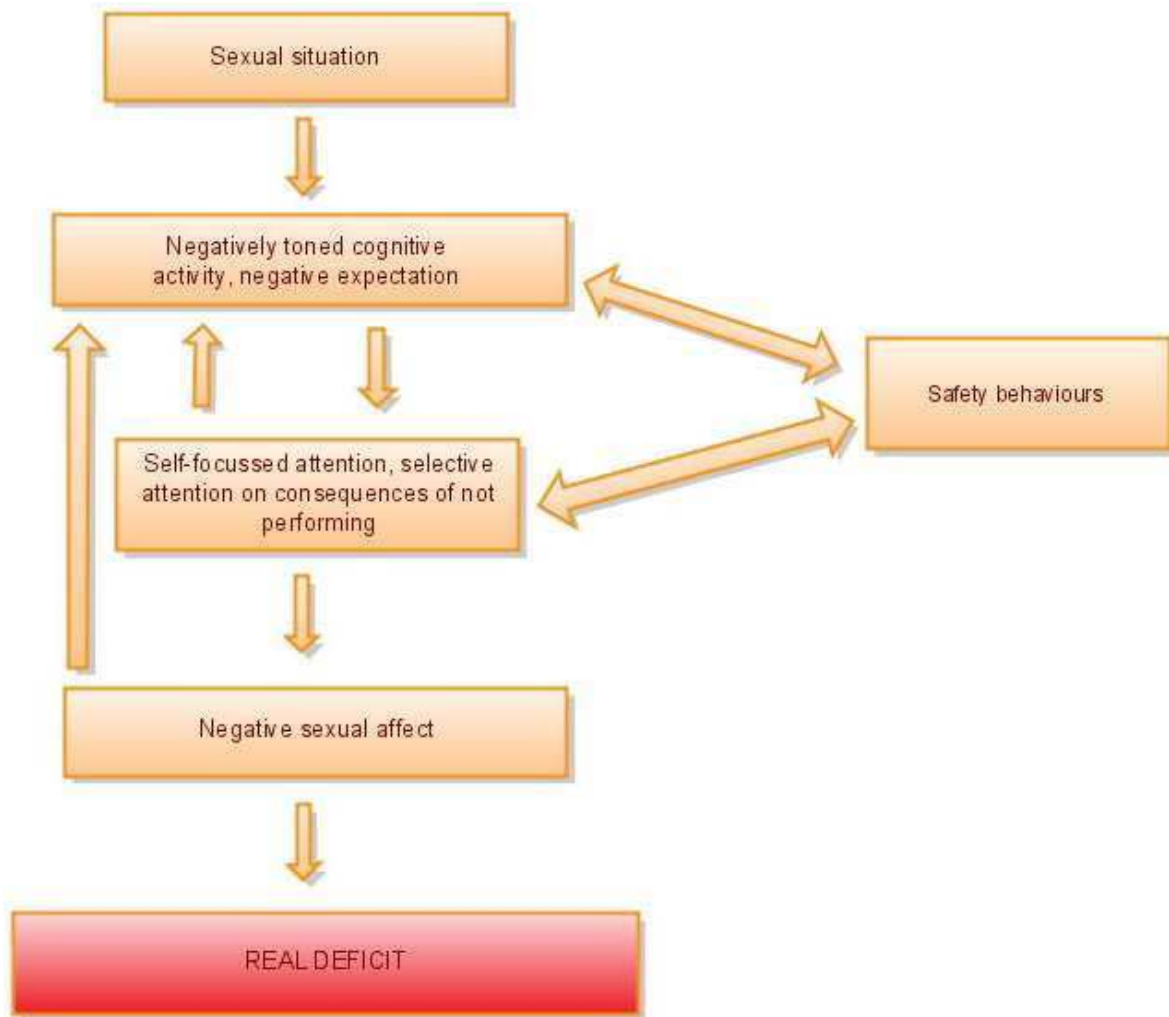 Sexual situation
Negatively toned cognitive
activity, negative expectation
Safety behaviours
Self-focussed attention, selective
attention on consequences of not
performing
Negative sexual affect
REAL DEFICIT